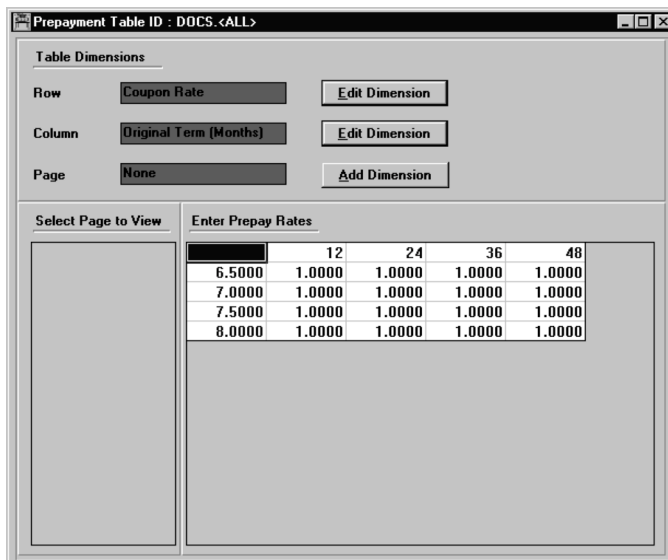 Prepayment Table ID : DOCS.<ALL>
Table Dimensions
Row Coupon Rate Edit Dimension
Column Original Term (Months) Edit Dimension
Page None Add Dimension
Select Page to View Enter Prepay Rates
12 24 36 48
6.5000 1.0000 1.0000 1.0000 1.0000
7.0000 1.0000 1.0000 1.0000 1.0000
7.5000 1.0000 1.0000 1.0000 1.0000
8.0000 1.0000 1.0000 1.0000 1.0000